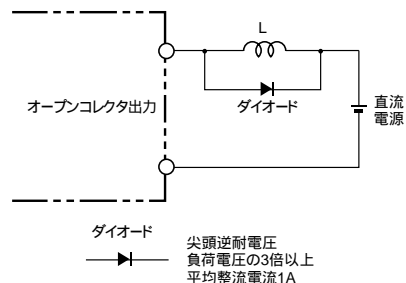 L
オープンコレクタ出力
ダイオード
直流
電源
ダイオード
尖頭逆耐電圧
負荷電圧の3倍以上
平均整流電流1A